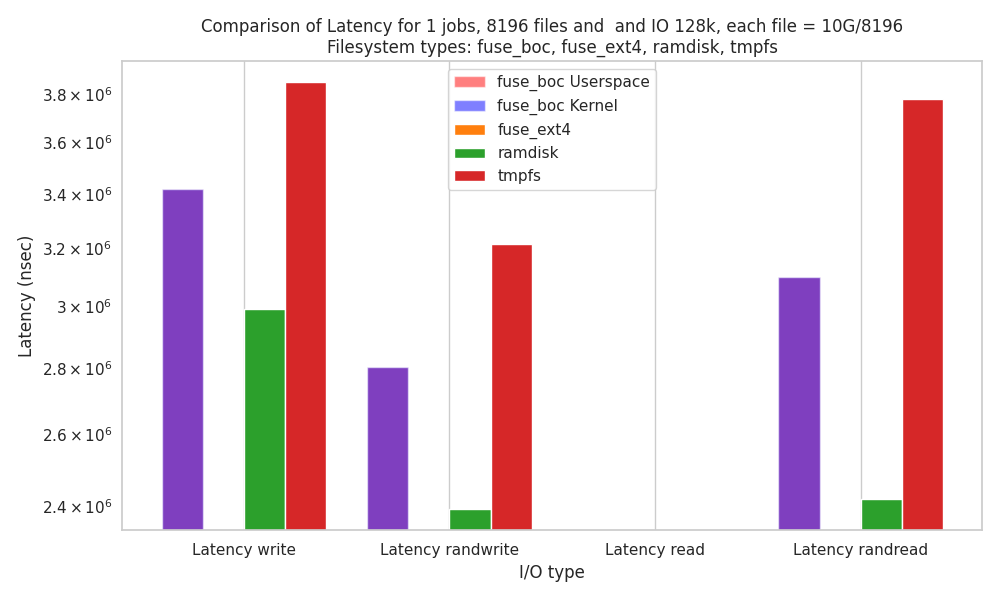 Comparison of Latency for 1 jobs, 8196 files and  and IO 128k, each file = 10G/8196
Filesystem types: fuse_boc, fuse_ext4, ramdisk, tmpfs
fuse_boc Userspace
fuse_boc Kernel
fuse_ext4
ramdisk
tmpfs
3.8 × 10⁶
3.6 × 10⁶
3.4 × 10⁶
3.2 × 10⁶
3 × 10⁶
2.8 × 10⁶
2.6 × 10⁶
2.4 × 10⁶
Latency (nsec)
Latency write
Latency randwrite
Latency read
Latency randread
I/O type